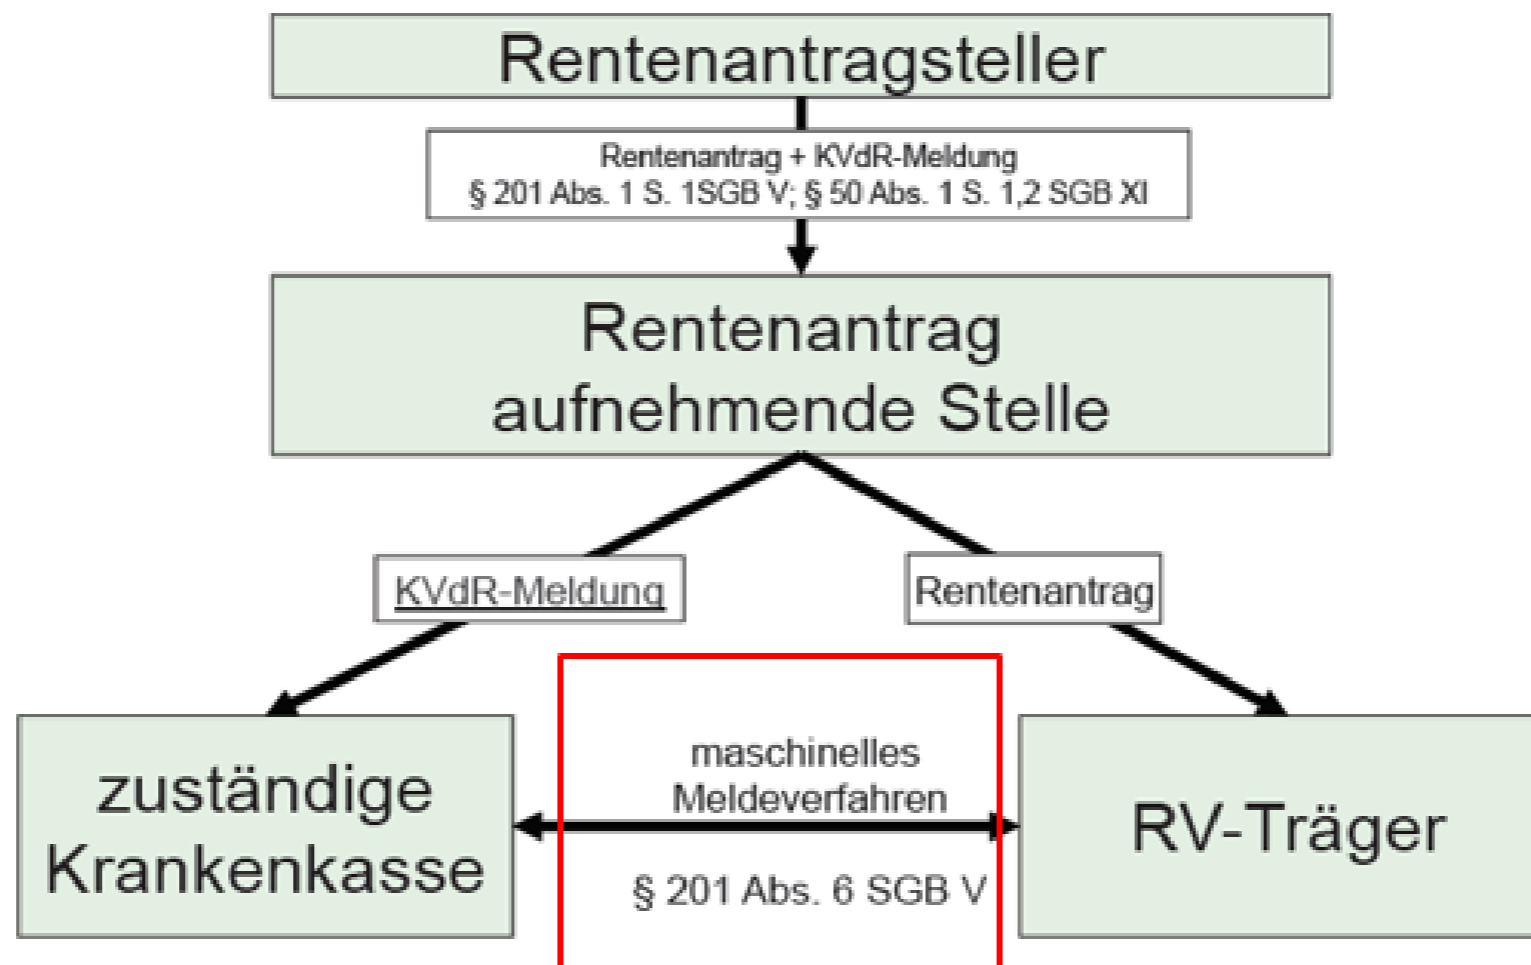 Rentenantragsteller
Rentenantrag + KVdR-Meldung
§ 201 Abs. 1 S. 1SGB V; § 50 Abs. 1 S. 1,2 SGB XI
Rentenantrag
aufnehmende Stelle
KVdR-Meldung
Rentenantrag
zuständige
Krankenkasse
maschinelles
Meldeverfahren
§ 201 Abs. 6 SGB V
RV-Träger